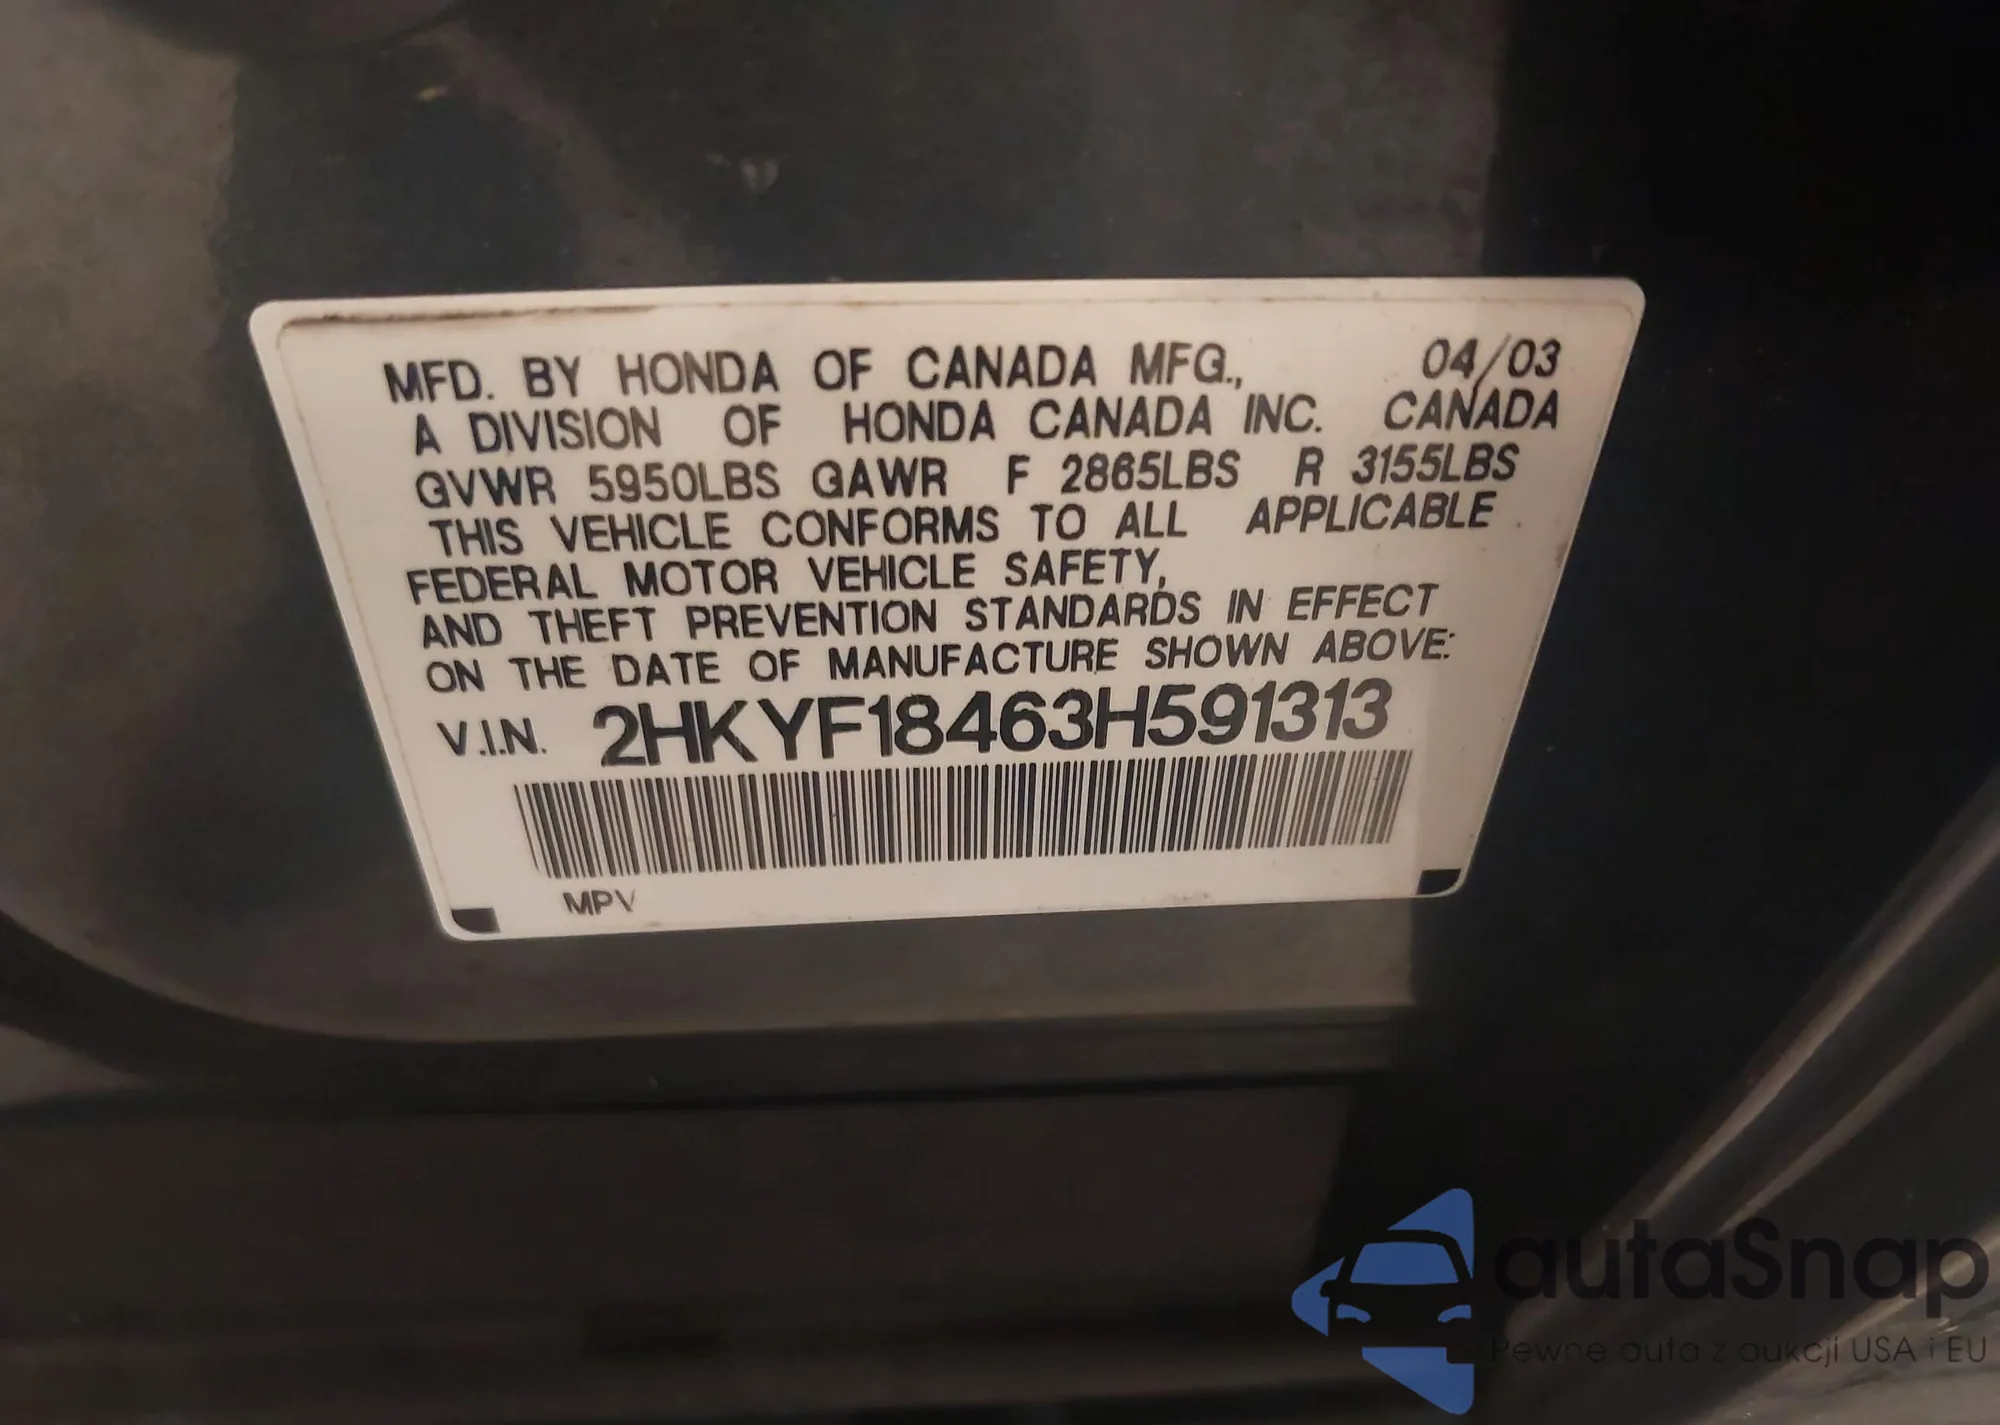 MFD. BY HONDA OF CANADA MFG., 04/03
A DIVISION OF HONDA CANADA INC. CANADA
GVWR 5950LBS GAWR F 2865LBS R 3155LBS
THIS VEHICLE CONFORMS TO ALL APPLICABLE
FEDERAL MOTOR VEHICLE SAFETY,
AND THEFT PREVENTION STANDARDS IN EFFECT
ON THE DATE OF MANUFACTURE SHOWN ABOVE:
V.I.N. 2HKYF18463H591313
MPV
autaSnap
Pewne auta z aukcji USA i EU